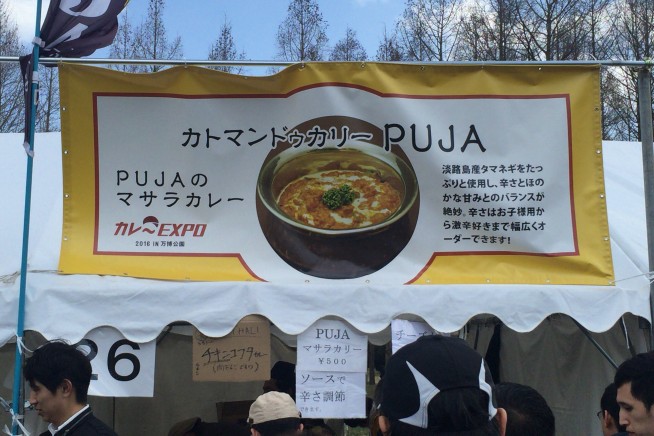 カトマンドゥカリー PUJA
PUJAの
マサラカレー
カレーEXPO
2016 IN 万博公園
淡路島産タマネギをた
っぷりと使用し、辛さとほの
かな甘みとのバランスが
絶妙。辛さはお子様用か
ら激辛好きまで幅広くオ
ーダーできます!
26
PUJA
マサラカリー
¥500
ソースで
辛さ調節
できます